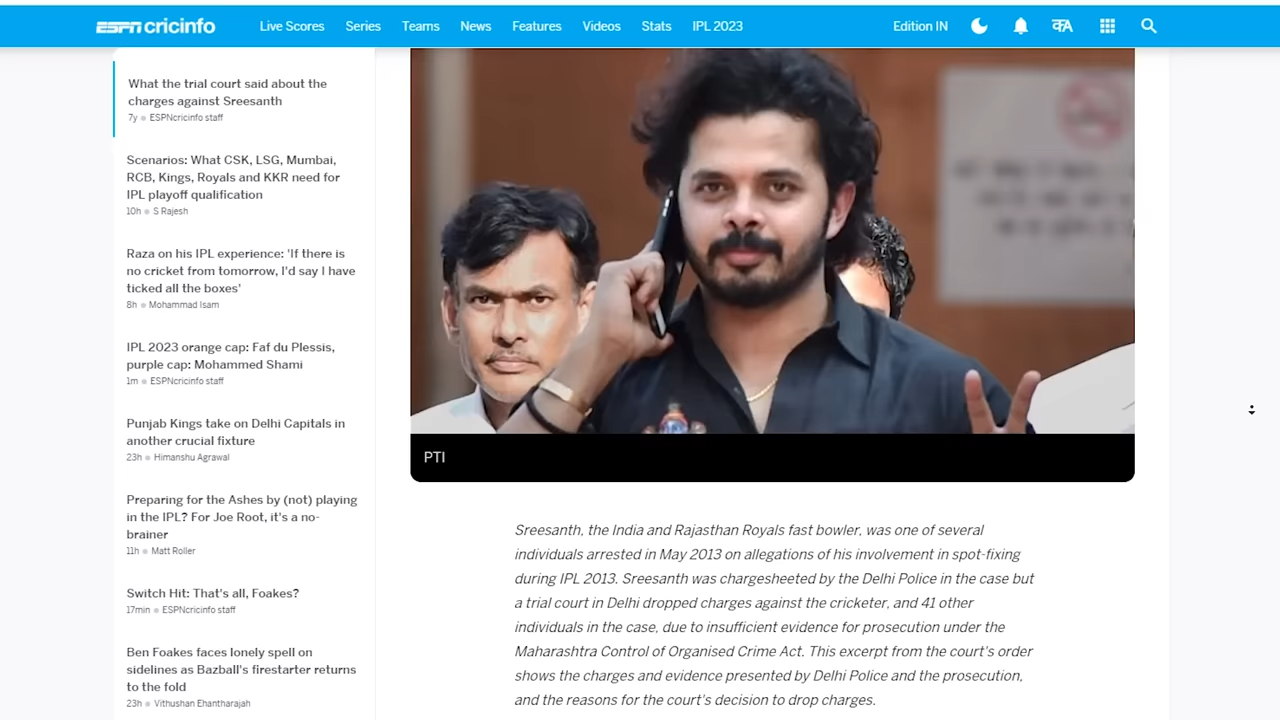 ESPN cricinfo
Live Scores Series Teams News Features Videos Stats IPL 2023 Edition IN
What the trial court said about the
charges against Sreesanth
7y ESPNcricinfo staff
Scenarios: What CSK, LSG, Mumbai,
RCB, Kings, Royals and KKR need for
IPL playoff qualification
10h S Rajesh
Raza on his IPL experience: 'If there is
no cricket from tomorrow, I'd say I have
ticked all the boxes'
8h Mohammad Isam
IPL 2023 orange cap: Faf du Plessis,
purple cap: Mohammed Shami
1m ESPNcricinfo staff
Punjab Kings take on Delhi Capitals in
another crucial fixture
23h Himanshu Agrawal
Preparing for the Ashes by (not) playing
in the IPL? For Joe Root, it's a no-
brainer
11h Matt Roller
Switch Hit: That's all, Foakes?
17min ESPNcricinfo staff
Ben Foakes faces lonely spell on
sidelines as Bazball's firestarter returns
to the fold
23h Vithushan Ehantharajah
PTI
Sreesanth, the India and Rajasthan Royals fast bowler, was one of several
individuals arrested in May 2013 on allegations of his involvement in spot-fixing
during IPL 2013. Sreesanth was chargesheeted by the Delhi Police in the case but
a trial court in Delhi dropped charges against the cricketer, and 41 other
individuals in the case, due to insufficient evidence for prosecution under the
Maharashtra Control of Organised Crime Act. This excerpt from the court's order
shows the charges and evidence presented by Delhi Police and the prosecution,
and the reasons for the court's decision to drop charges.